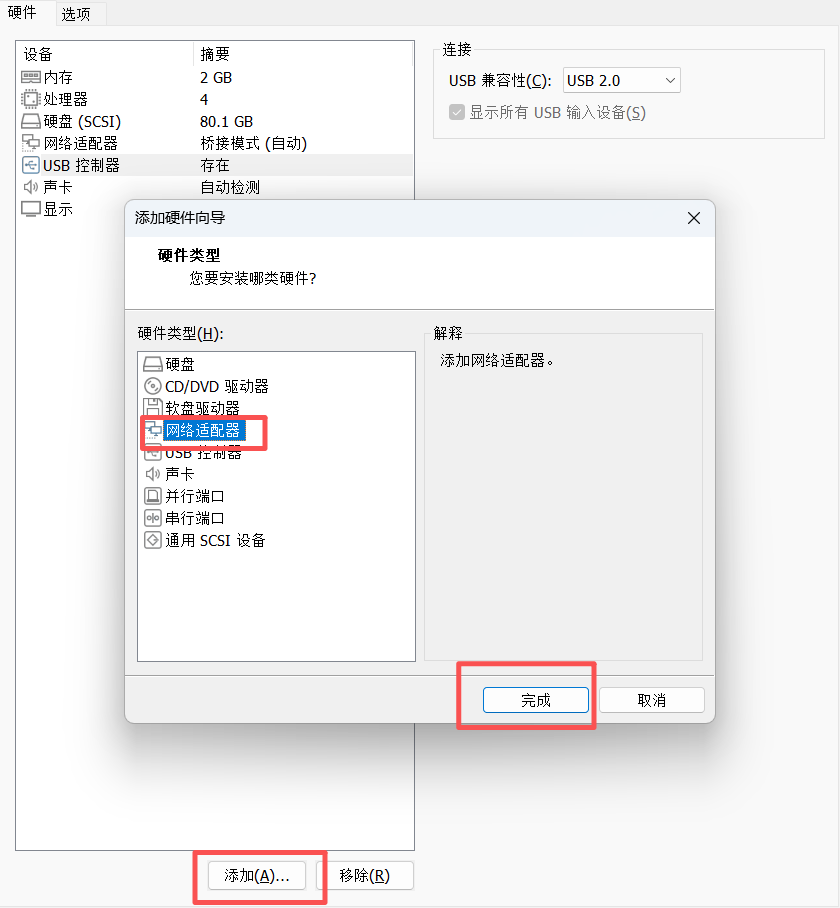 硬件 选项
设备 摘要
内存 2 GB
处理器 4
硬盘 (SCSI) 80.1 GB
网络适配器 桥接模式 (自动)
USB 控制器 存在
声卡 自动检测
显示
连接
USB 兼容性(C): USB 2.0
显示所有 USB 输入设备(S)
添加硬件向导
硬件类型
您要安装哪类硬件?
硬件类型(H):
硬盘
CD/DVD 驱动器
软盘驱动器
网络适配器
USB 控制器
声卡
并行端口
串行端口
通用 SCSI 设备
解释
添加网络适配器。
完成 取消
添加(A)... 移除(R)